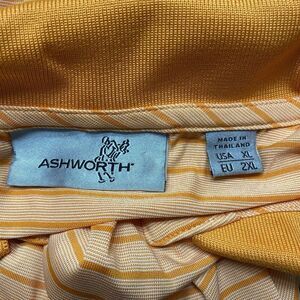 ASHWORTH
MADE IN
THAILAND
USA XL
EU 2XL